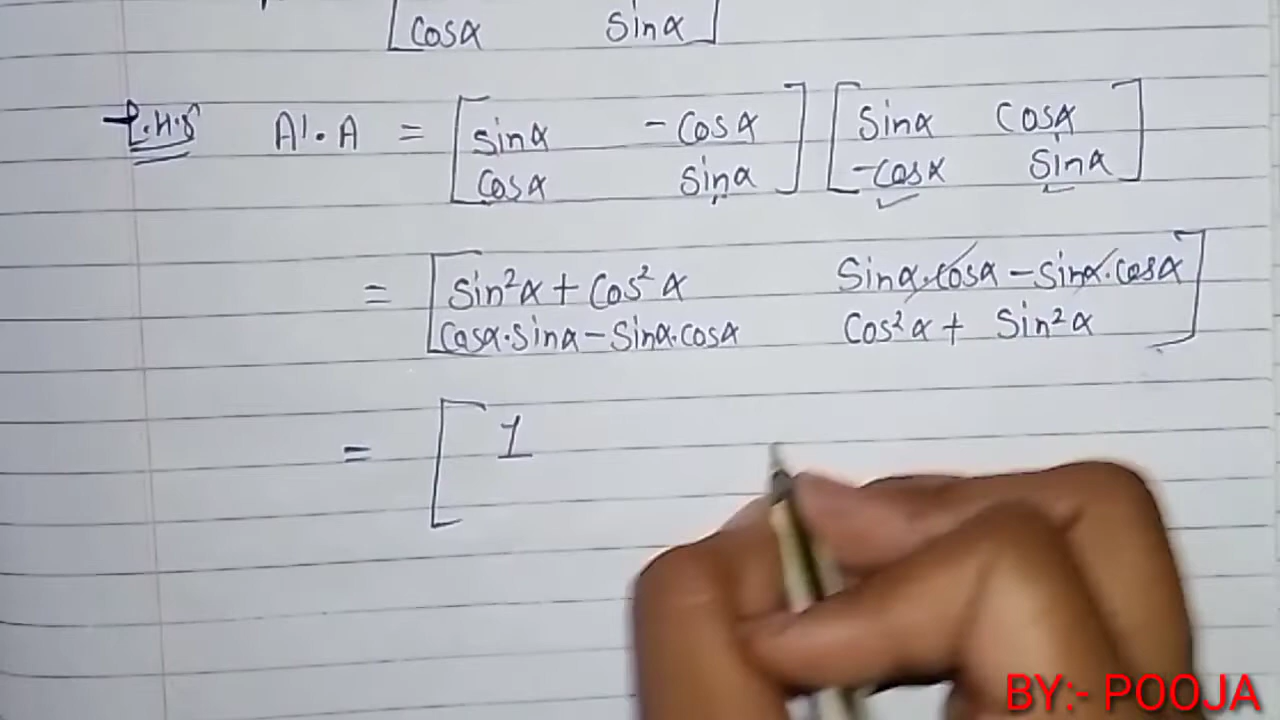 [cosα sinα]
L.H.S A'.A = [sinα -cosα] [sinα cosα]
[cosα sinα] [-cosα sinα]
= [sin²α + cos²α sinα.cosα - sinα.cosα]
[cosα.sinα - sinα.cosα cos²α + sin²α]
= [ 1
BY:- POOJA